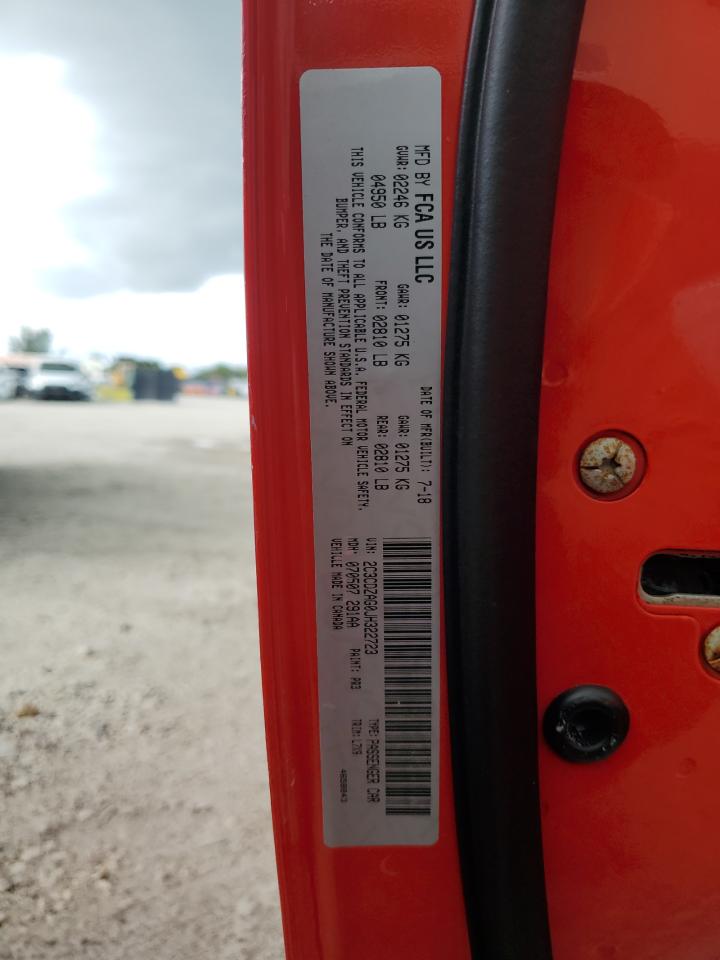 MFD BY FCA US LLC DATE OF MFR(BUILT): 7-18
GVWR: 02246 KG GAWR: 01275 KG GAWR: 01275 KG
04950 LB FRONT: 02810 LB REAR: 02810 LB
THIS VEHICLE CONFORMS TO ALL APPLICABLE U.S.A. FEDERAL MOTOR VEHICLE SAFETY,
BUMPER, AND THEFT PREVENTION STANDARDS IN EFFECT ON
THE DATE OF MANUFACTURE SHOWN ABOVE.
VIN: 2C3CDZAG0JH322723 TYPE: PASSENGER CAR
MDH: 070507 291AA PAINT: PR3 TRIM: L7X9
VEHICLE MADE IN CANADA